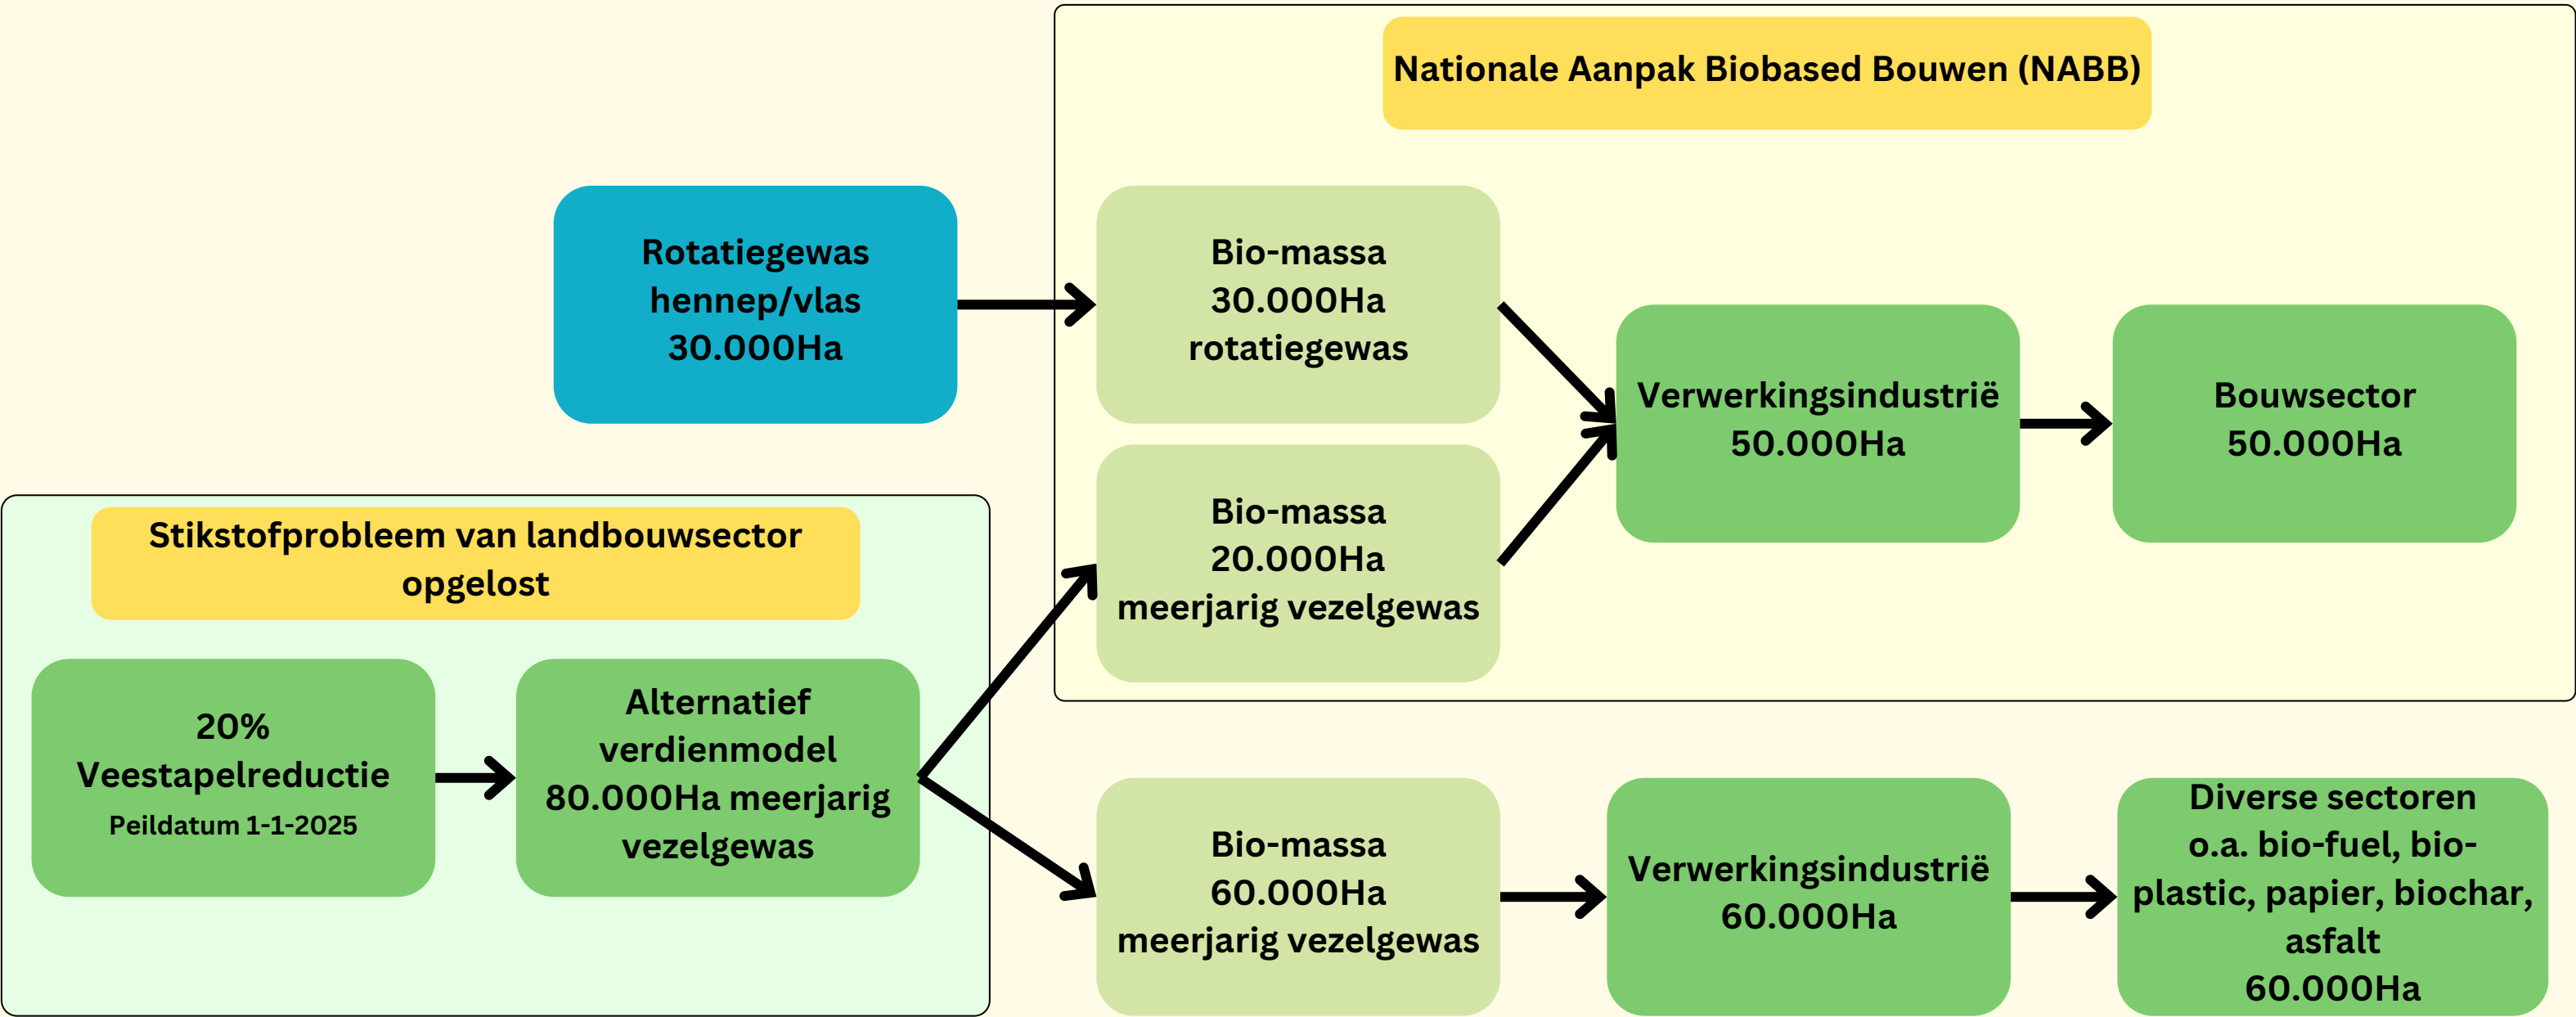 Nationale Aanpak Biobased Bouwen (NABB)
Rotatiegewas
hennep/vlas
30.000Ha
Bio-massa
30.000Ha
rotatiegewas
Bio-massa
20.000Ha
meerjarig vezelgewas
Verwerkingsindustrië
50.000Ha
Bouwsector
50.000Ha
Stikstofprobleem van landbouwsector
opgelost
20%
Veestapelreductie
Peildatum 1-1-2025
Alternatief
verdienmodel
80.000Ha meerjarig
vezelgewas
Bio-massa
60.000Ha
meerjarig vezelgewas
Verwerkingsindustrië
60.000Ha
Diverse sectoren
o.a. bio-fuel, bio-
plastic, papier, biochar,
asfalt
60.000Ha